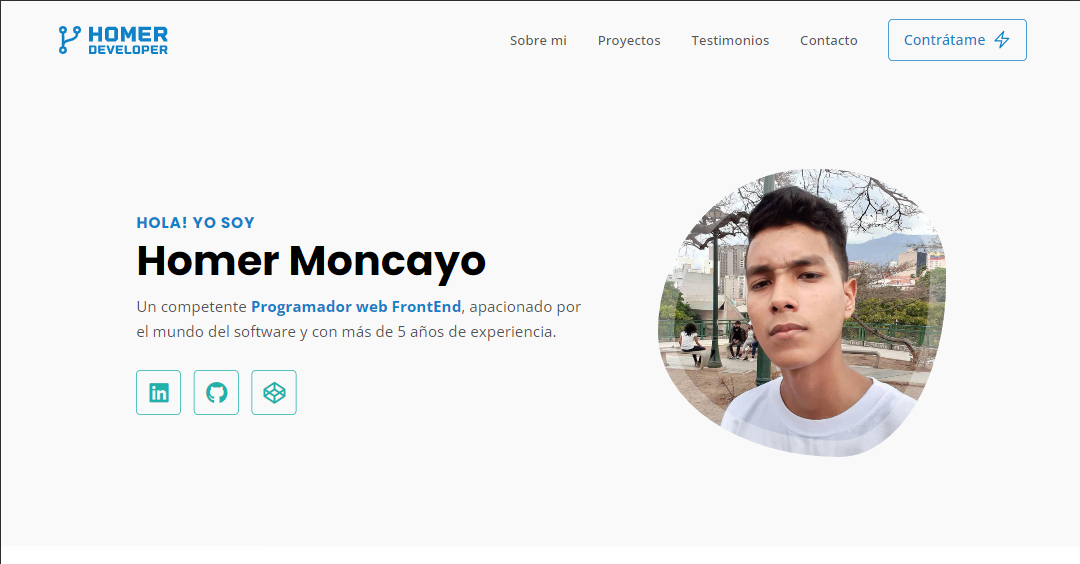 HOMER
DEVELOPER
Sobre mi
Proyectos
Testimonios
Contacto
Contrátame
HOLA! YO SOY
Homer Moncayo
Un competente Programador web FrontEnd, apacionado por
el mundo del software y con más de 5 años de experiencia.
in